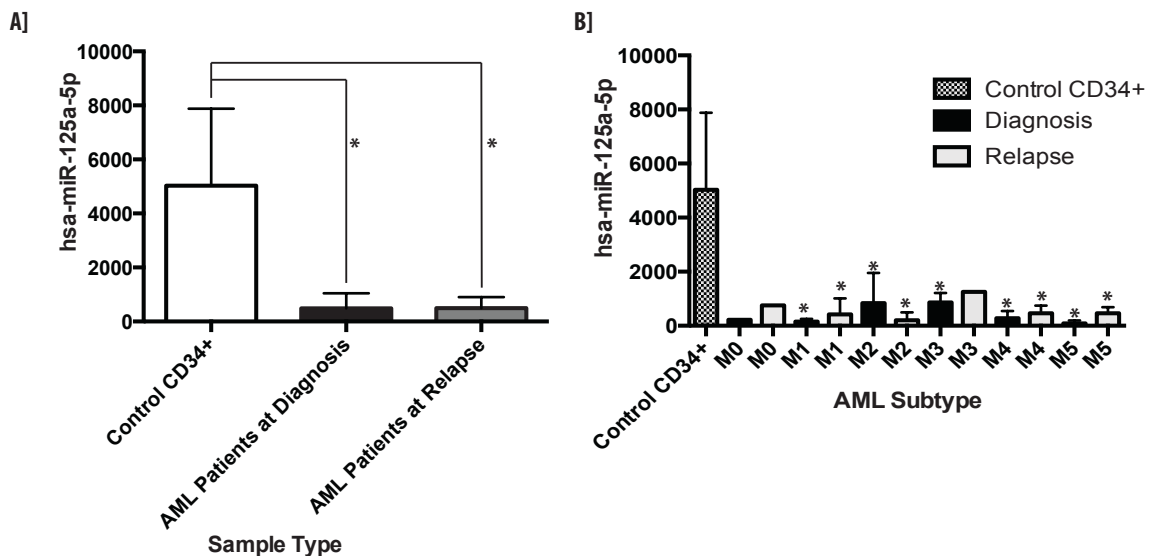 A]
hsa-miR-125a-5p
10000
8000
6000
4000
2000
0
*
*
Control CD34+
AML Patients at Diagnosis
AML Patients at Relapse
Sample Type
B]
hsa-miR-125a-5p
10000
8000
6000
4000
2000
0
Control CD34+
Diagnosis
Relapse
* * * * * * * * *
Control CD34+
M0
M0
M1
M1
M2
M2
M3
M3
M4
M4
M5
M5
AML Subtype